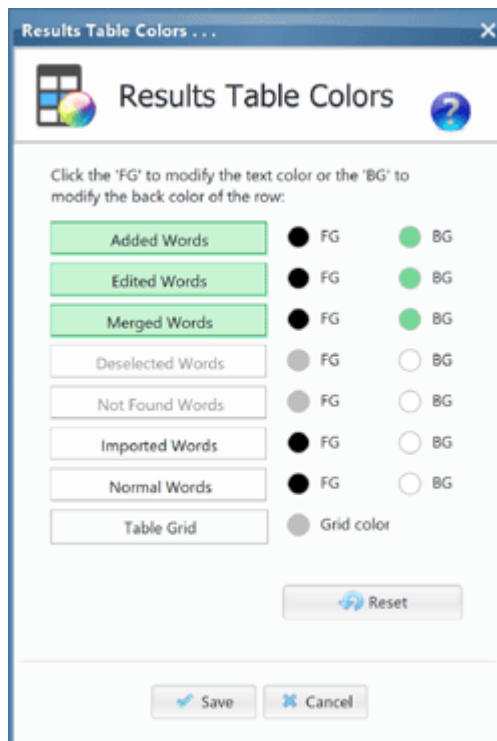 Results Table Colors . . .
Results Table Colors
Click the 'FG' to modify the text color or the 'BG' to
modify the back color of the row:
Added Words FG BG
Edited Words FG BG
Merged Words FG BG
Deselected Words FG BG
Not Found Words FG BG
Imported Words FG BG
Normal Words FG BG
Table Grid Grid color
Reset
Save Cancel